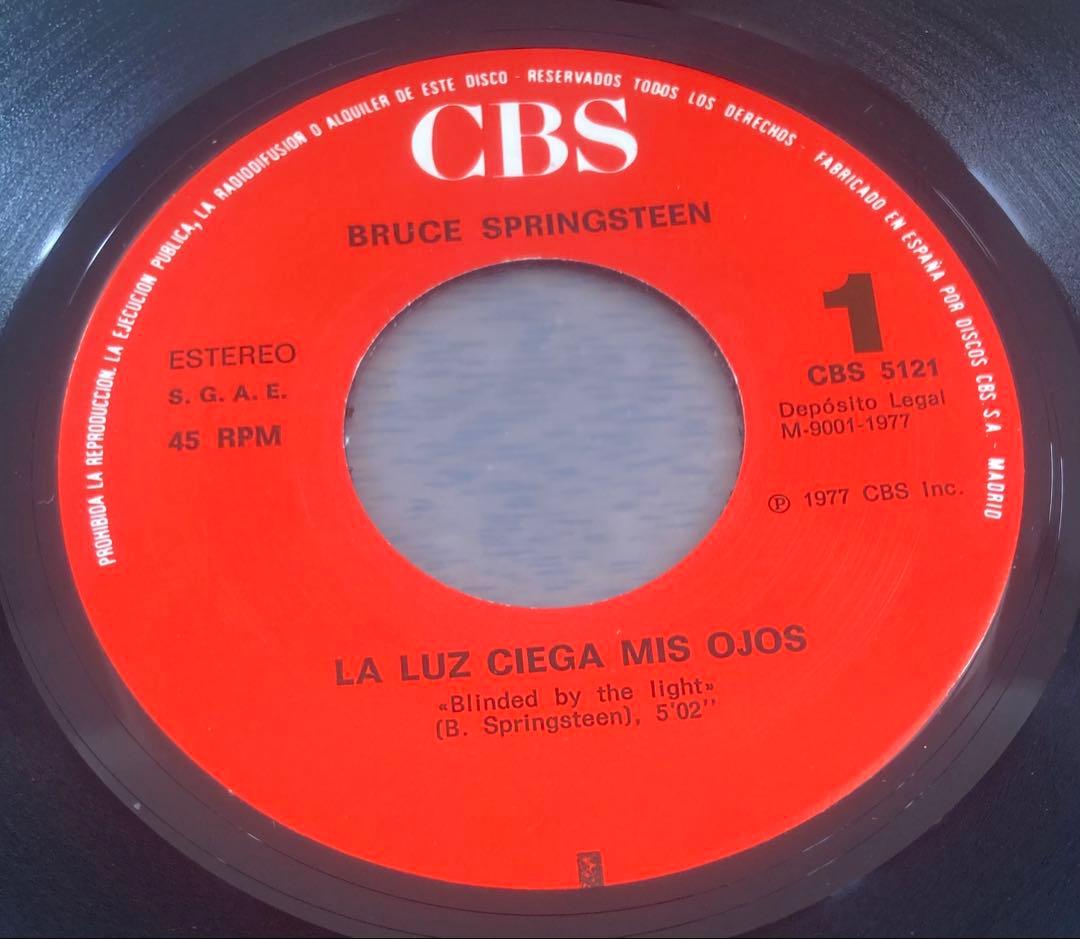 PROHIBIDA LA REPRODUCCION, LA EJECUCION PUBLICA, LA RADIODIFUSION O ALQUILER DE ESTE DISCO - RESERVADOS TODOS LOS DERECHOS - FABRICADO EN ESPAÑA POR DISCOS CBS S.A. - MADRID
CBS
BRUCE SPRINGSTEEN
1
ESTEREO
S. G. A. E.
45 RPM
CBS 5121
Depósito Legal
M-9001-1977
Ⓟ 1977 CBS Inc.
LA LUZ CIEGA MIS OJOS
«Blinded by the light»
(B. Springsteen), 5'02''